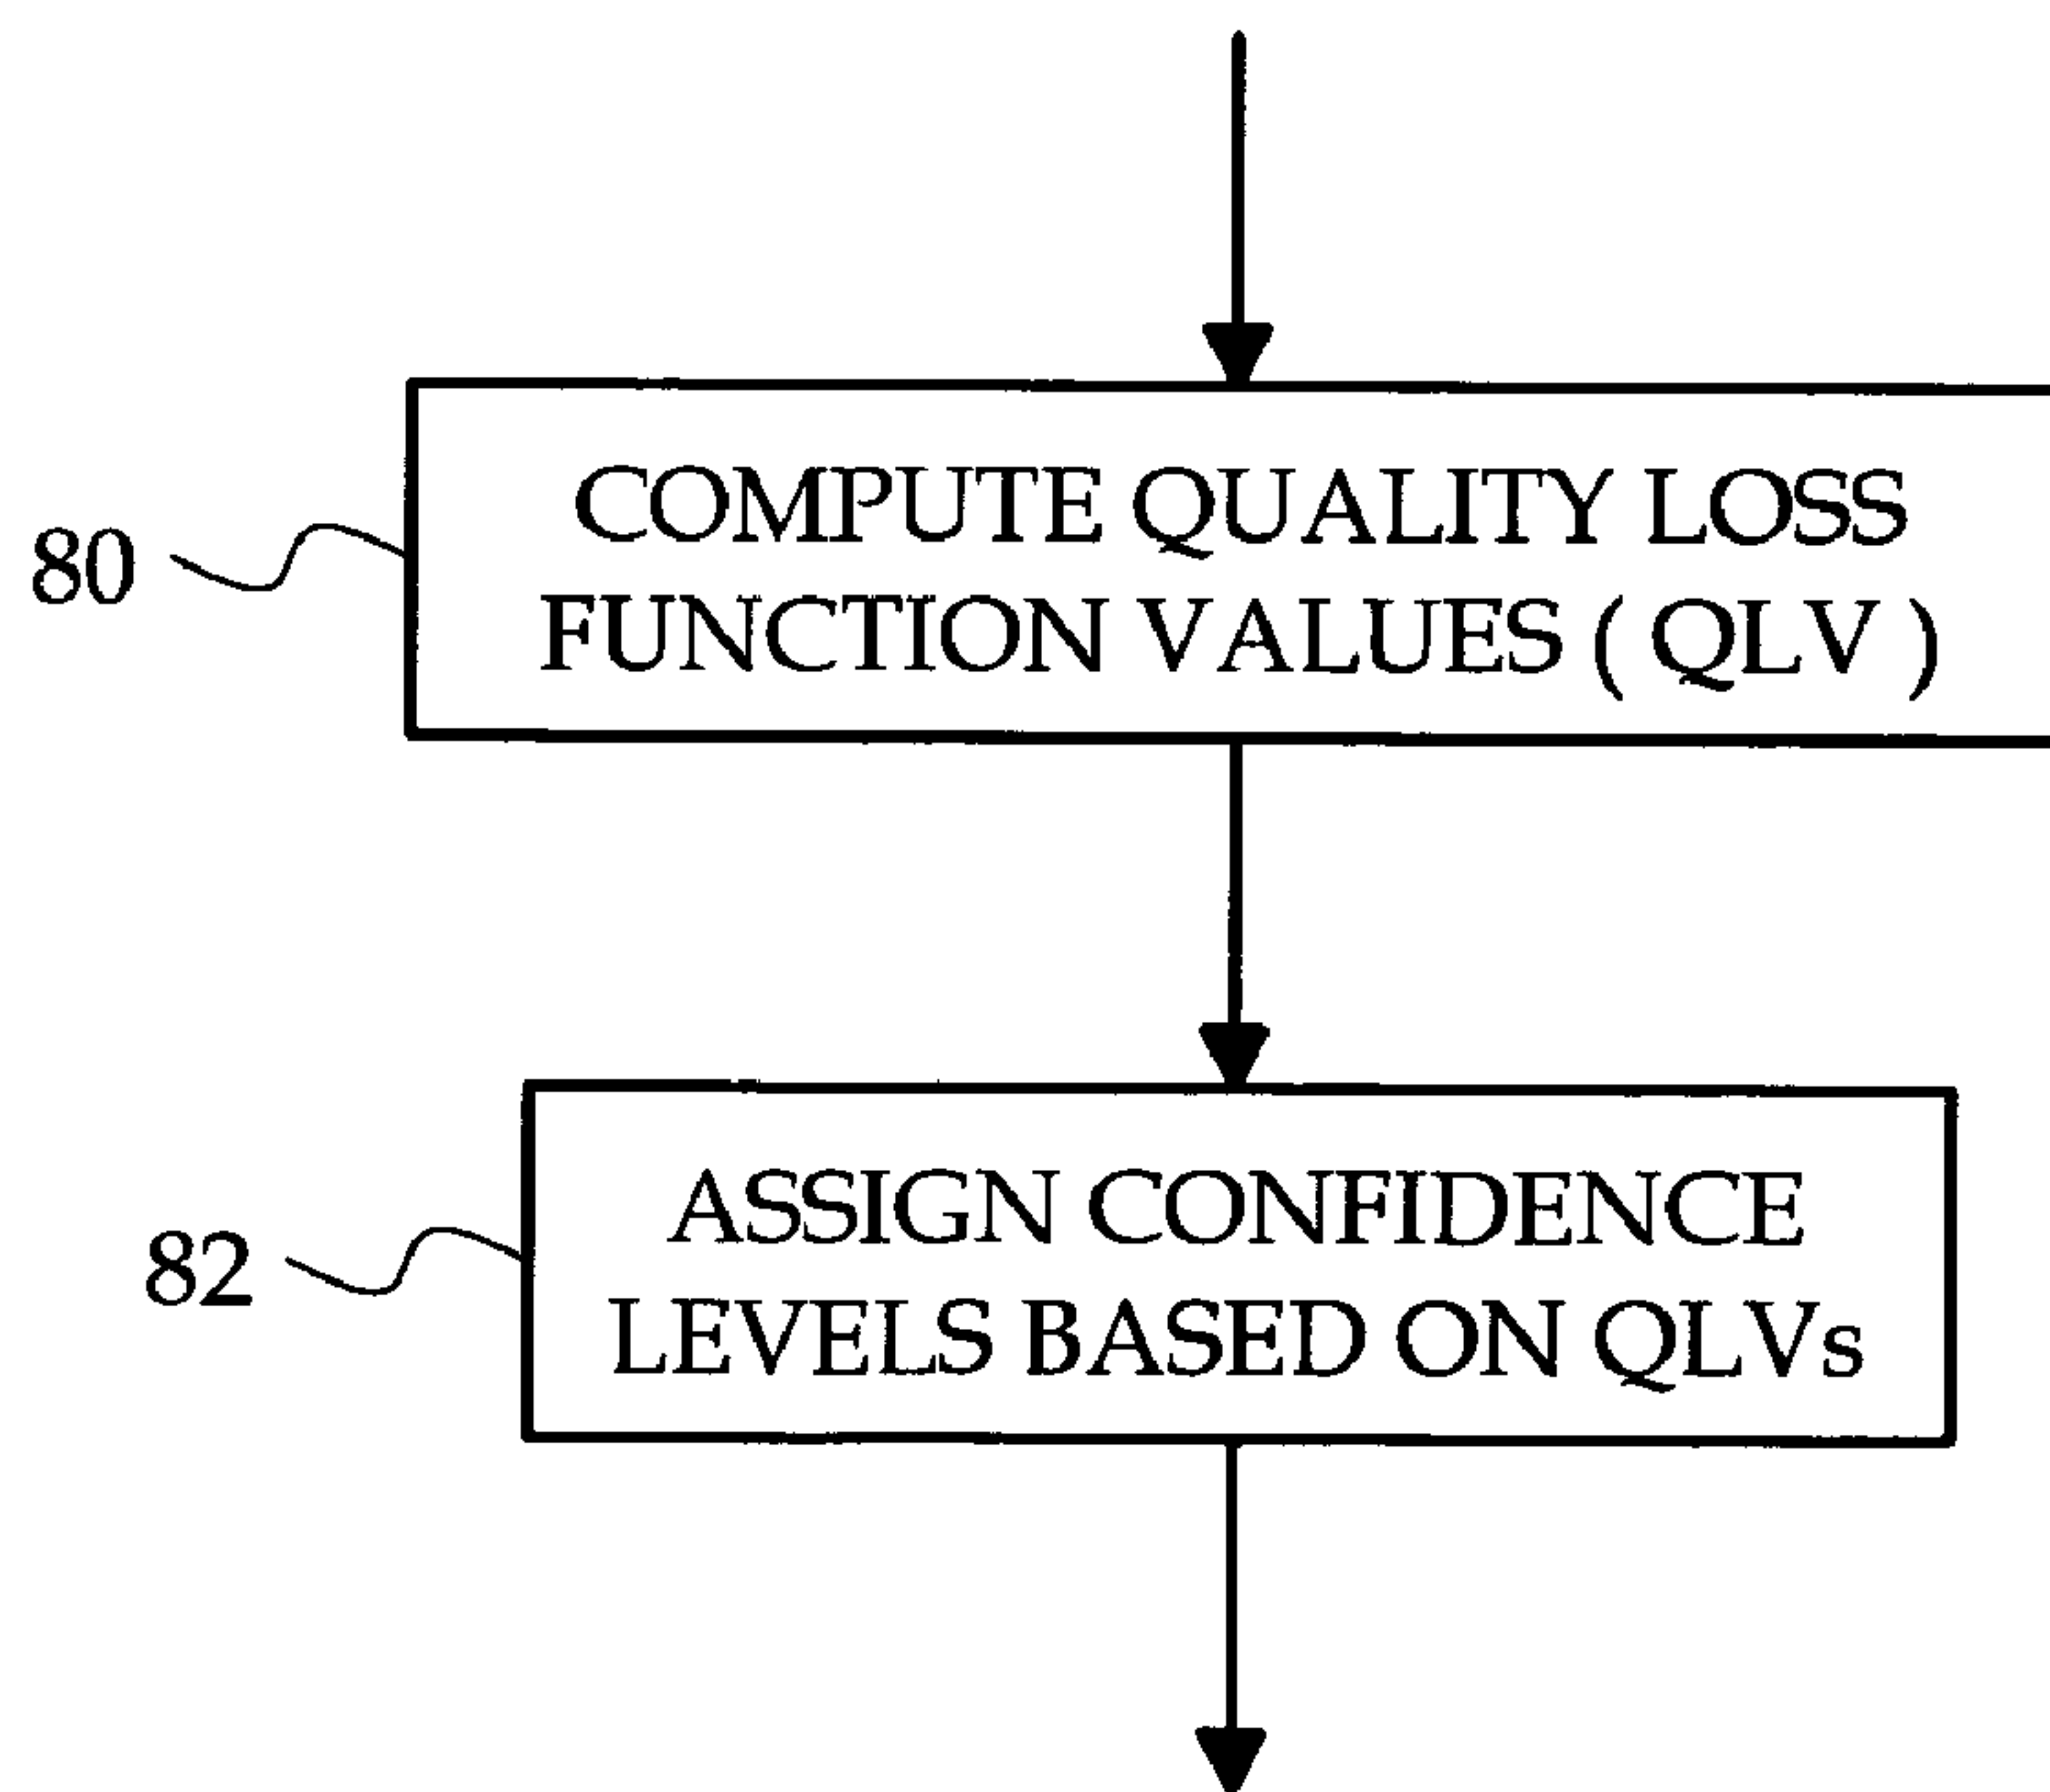 COMPUTE QUALITY LOSS
80
FUNCTION VALUES ( QLV )
ASSIGN CONFIDENCE
82
LEVELS BASED ON QLVs